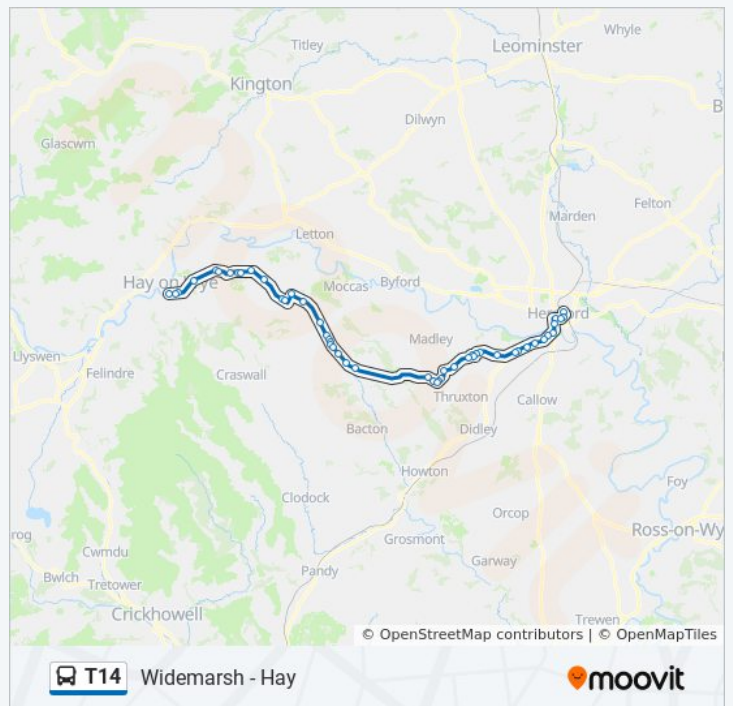 Whyle
Titley
Leominster
Kington
B
Dilwyn
Glascwm
Felton
Marden
Letton
Hay on Wye
Moccas
Byford
Hereford
Madley
Llyswen
Felindre
Craswall
Thruxton
Callow
Bacton
Didley
Howton
Foy
Clodock
Orcop
rog
Grosmont
Ross-on-Wy
Cwmdu
Garway
Pandy
Bwlch
Tretower
Crickhowell
Trewen
© OpenStreetMap contributors | © OpenMapTiles
T14 Widemarsh - Hay
moovit